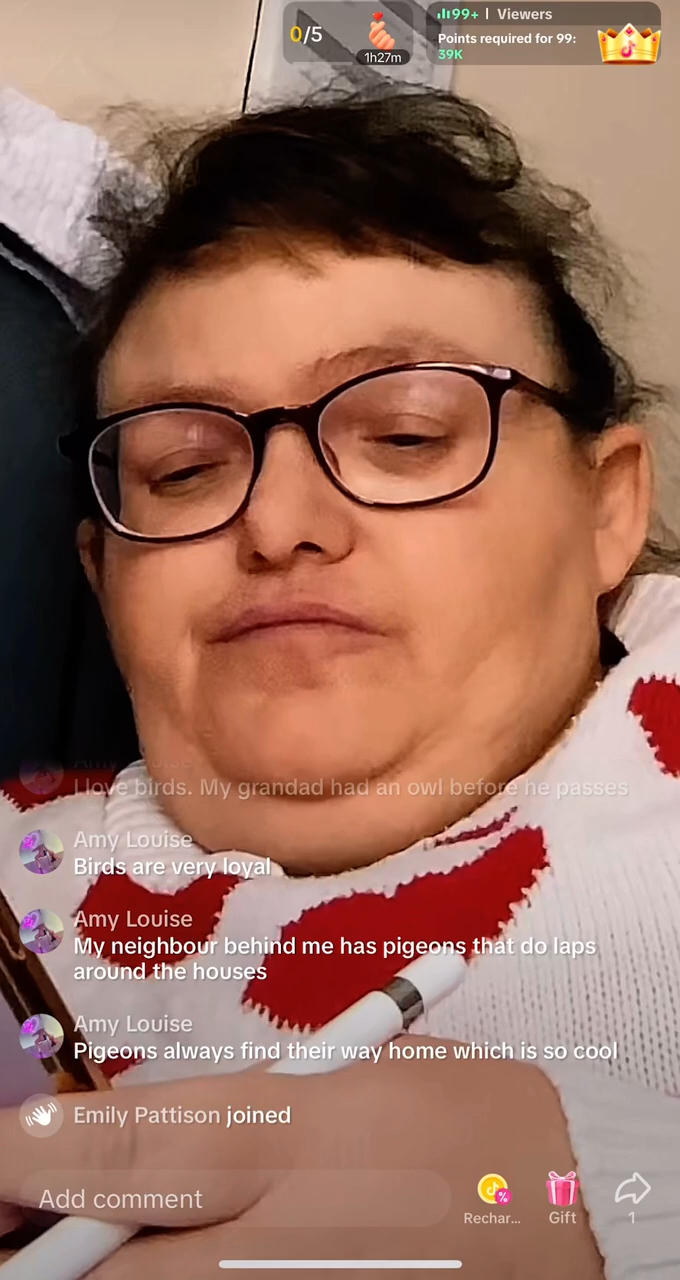 0/5
1h27m
99+ | Viewers
Points required for 99:
39K
Amy Louise
I love birds. My grandad had an owl before he passes
Amy Louise
Birds are very loyal
Amy Louise
My neighbour behind me has pigeons that do laps
around the houses
Amy Louise
Pigeons always find their way home which is so cool
Emily Pattison joined
Add comment
Rechar...
Gift
1